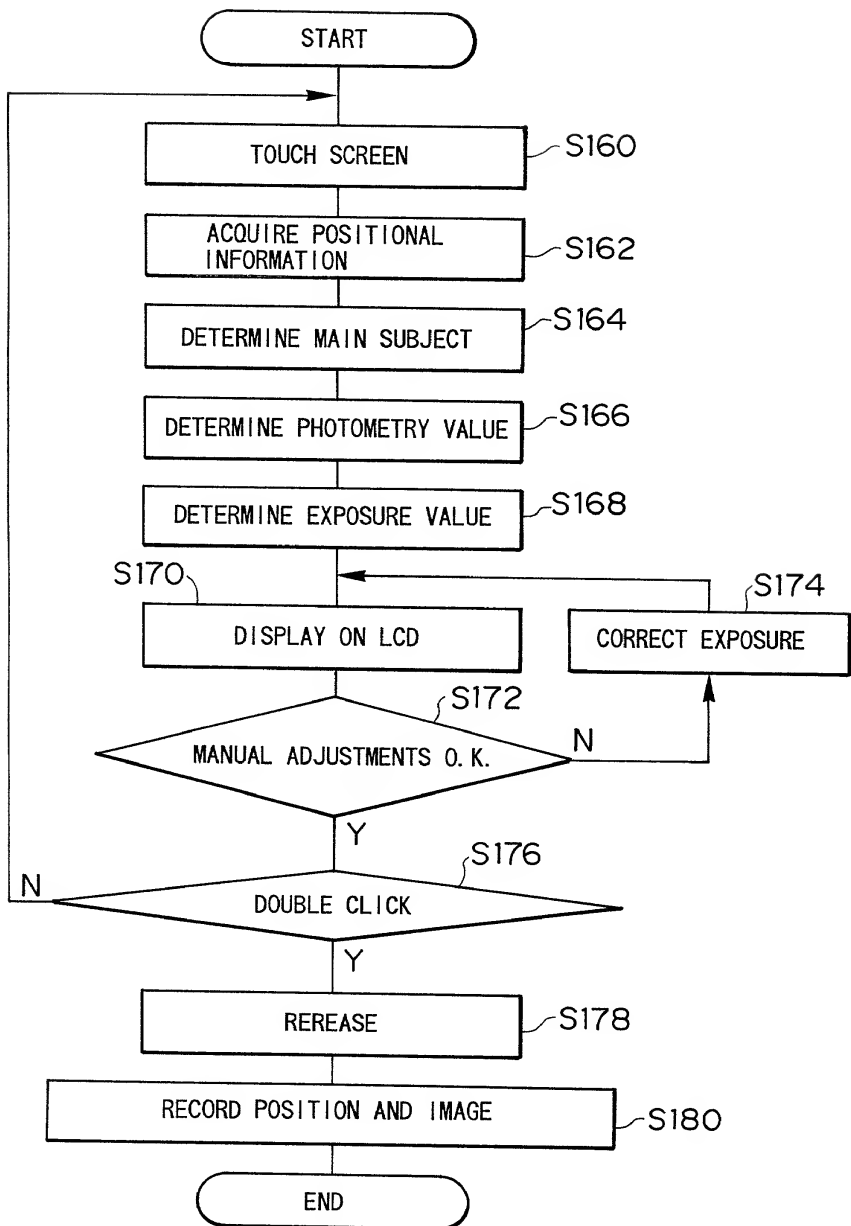 START
TOUCH SCREEN
S160
ACQUIRE POSITIONAL
INFORMATION
S162
DETERMINE MAIN SUBJECT
S164
DETERMINE PHOTOMETRY VALUE
S166
DETERMINE EXPOSURE VALUE
S168
S170
DISPLAY ON LCD
S174
CORRECT EXPOSURE
S172
MANUAL ADJUSTMENTS O.K.
N
Y
S176
N
DOUBLE CLICK
Y
REREASE
S178
RECORD POSITION AND IMAGE
S180
END